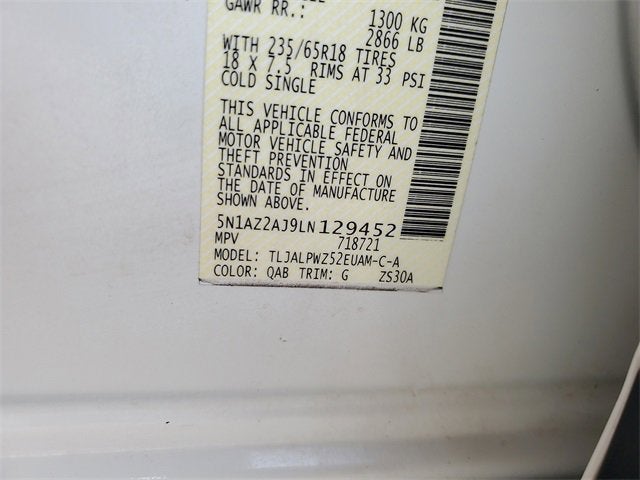 GAWR RR.: 1300 KG
2866 LB
WITH 235/65R18 TIRES
18 X 7.5 RIMS AT 33 PSI
COLD SINGLE
THIS VEHICLE CONFORMS TO
ALL APPLICABLE FEDERAL
MOTOR VEHICLE SAFETY AND
THEFT PREVENTION
STANDARDS IN EFFECT ON
THE DATE OF MANUFACTURE
SHOWN ABOVE.
5N1AZ2AJ9LN129452
MPV 718721
MODEL: TLJALPWZ52EUAM-C-A
COLOR: QAB TRIM: G ZS30A